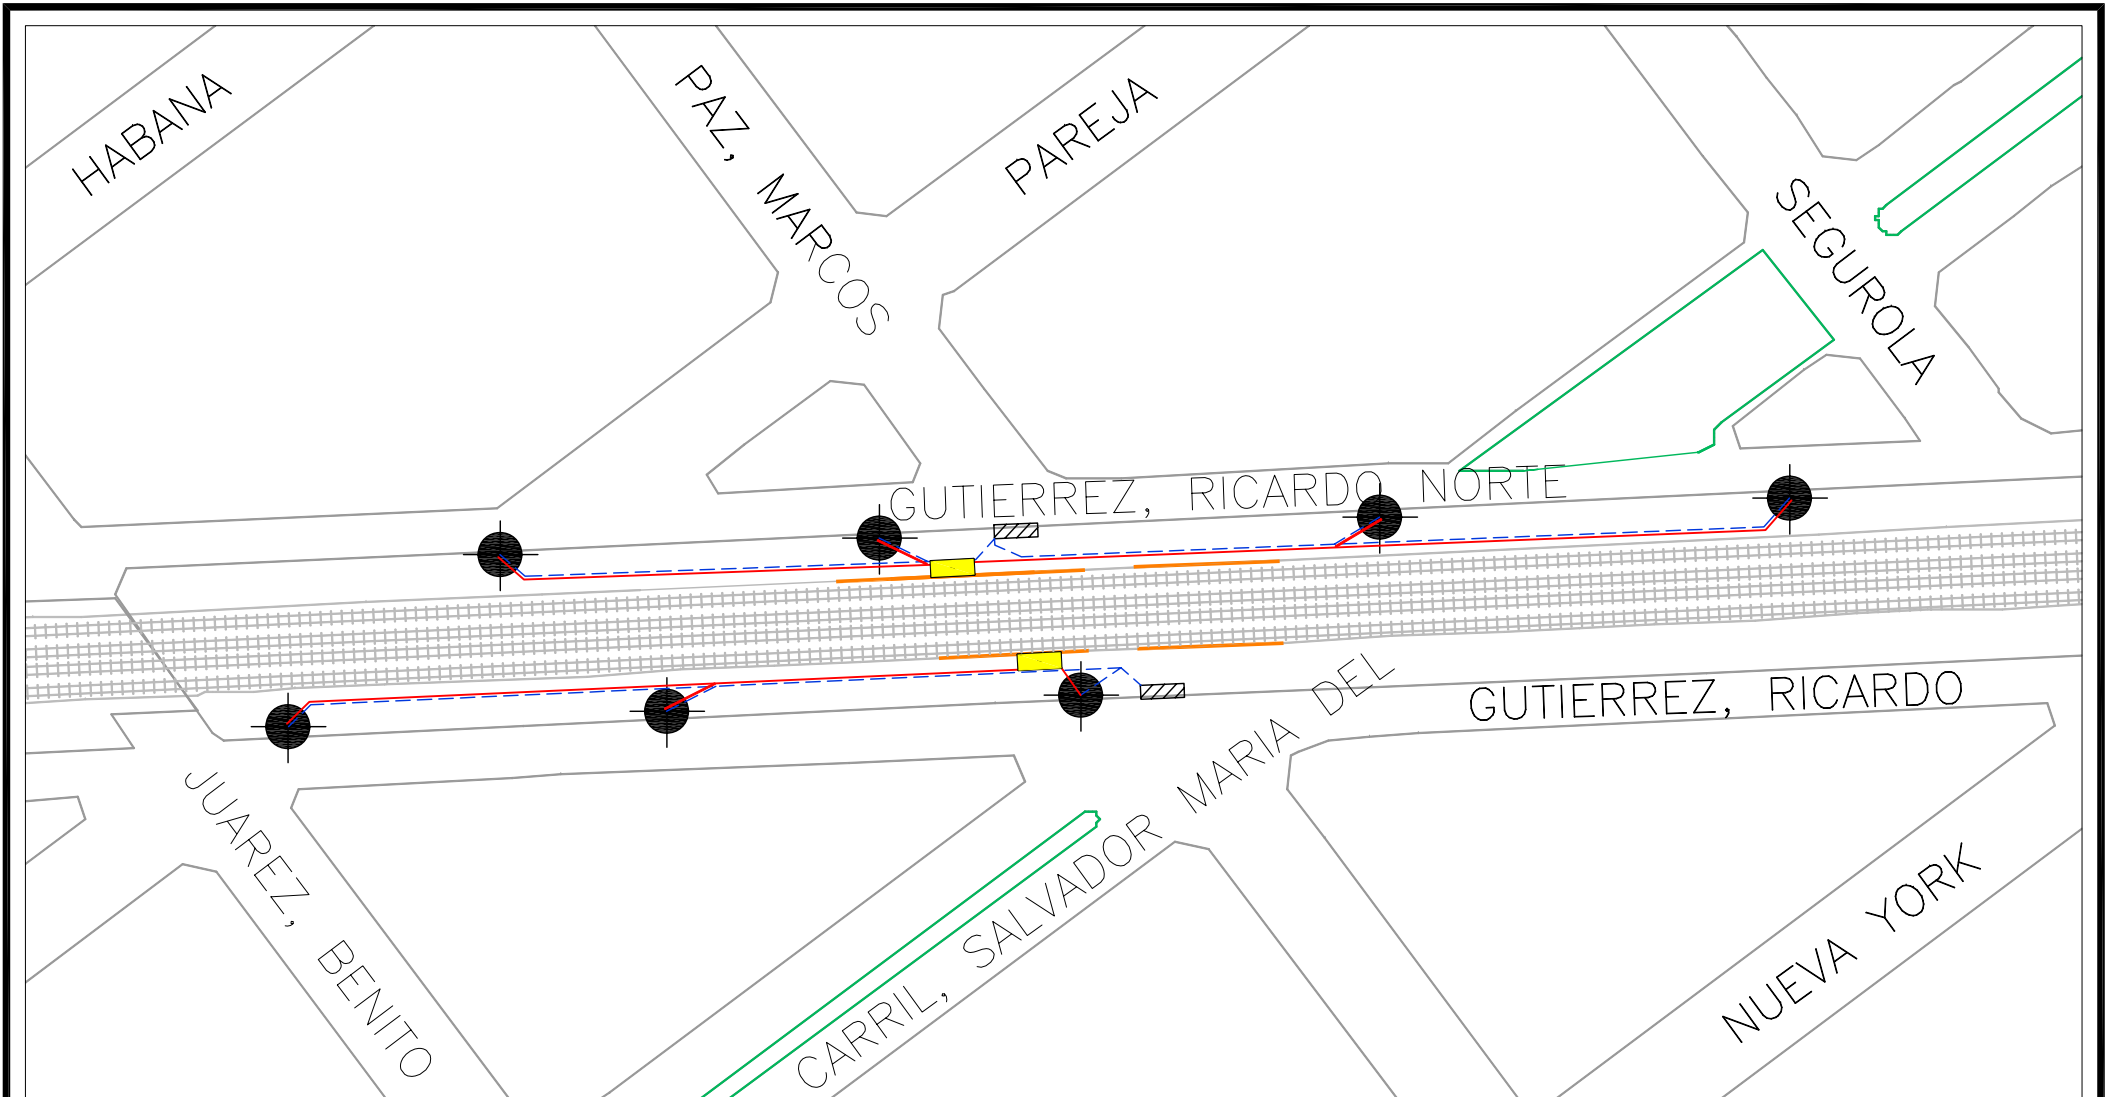 HABANA
PAZ, MARCOS
PAREJA
SEGUROLA
GUTIERREZ, RICARDO NORTE
GUTIERREZ, RICARDO
JUAREZ, BENITO
CARRIL, SALVADOR MARIA DEL
NUEVA YORK